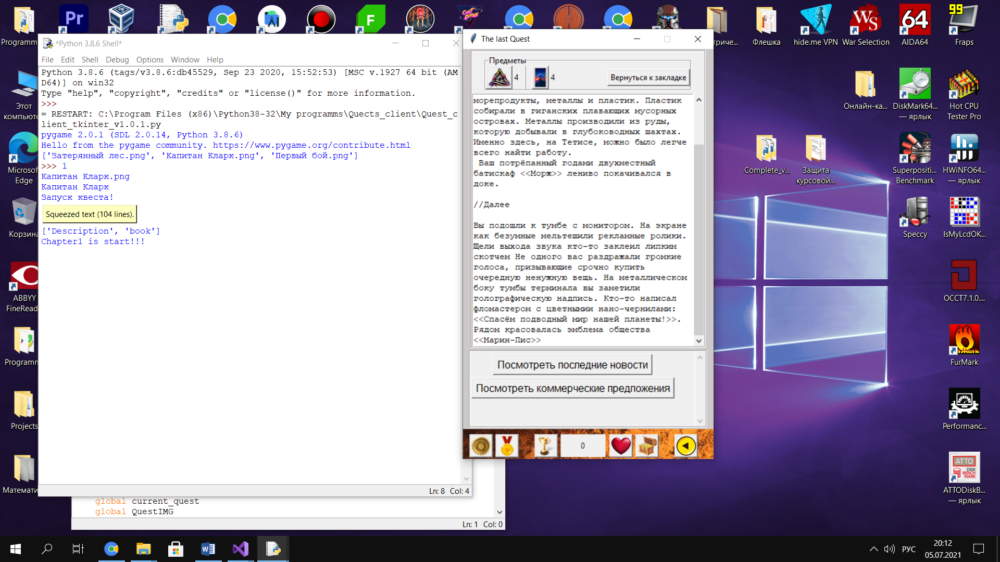 Programm
Pr
F
OUT DRIVE
триче...
Флешка
hide.me VPN
WS
War Selection
64
AIDA64
99
Fraps
*Python 3.8.6 Shell*
File Edit Shell Debug Options Window Help
Python 3.8.6 (tags/v3.8.6:db45529, Sep 23 2020, 15:52:53) [MSC v.1927 64 bit (AM
D64)] on win32
Type "help", "copyright", "credits" or "license()" for more information.
>>>
= RESTART: C:\Program Files (x86)\Python38-32\My programms\Quects_client\Quest_c
lient_tkinter_v1.0.1.py
pygame 2.0.1 (SDL 2.0.14, Python 3.8.6)
Hello from the pygame community. https://www.pygame.org/contribute.html
['Затерянный лес.png', 'Капитан Кларк.png', 'Первый бой.png']
>>> 1
Капитан Кларк.png
Капитан Кларк
Запуск квеста!
Squeezed text (104 lines).
['Description', 'book']
Chapter1 is start!!!
Ln: 8 Col: 4
global current_quest
global QuestIMG
Ln: 1 Col: 0
The last Quest
Предметы
4
4
Вернуться к закладке
морепродукты, металлы и пластик. Пластик
собирали в гиганских плавающих мусорных
островах. Металлы производили из руды,
которую добывали в глубоководных шахтах.
Именно здесь, на Тетисе, можно было легче
всего найти работу.
Ваш потрёпанный годами двухместный
батискаф <<Морж>> лениво покачивался в
доке.
//Далее
Вы подошли к тумбе с монитором. На экране
как безумные мельтешили рекламные ролики.
Щели выхода звука кто-то заклеил липким
скотчем Не одного вас раздражали громкие
голоса, призывающие срочно купить
очередную ненужную вещь. На металлическом
боку тумбы терминала вы заметили
голографическую надпись. Кто-то написал
фломастером с цветнымии нано-чернилами:
<<Спасём подводный мир нашей планеты!>>.
Рядом красовалась эмблема общества
<<Марин-Пис>>
Посмотреть последние новости
Посмотреть коммерческие предложения
0
Этот
компьюте
Microsof
Edge
Корзина
ABBYY
FineRead
Programm
Projects
Математи
Онлайн-ка...
DiskMark64...
— ярлык
Hot CPU
Tester Pro
Complete_v...
Защита
курсовой...
Superpositi...
Benchmark
HWiNFO64...
— ярлык
Speccy
IsMyLcdOK...
OCCT7.1.0....
FurMark
Performanc...
ATTO
DISK
BENCH
MARK
ATTODiskB...
— ярлык
РУС
20:12
05.07.2021